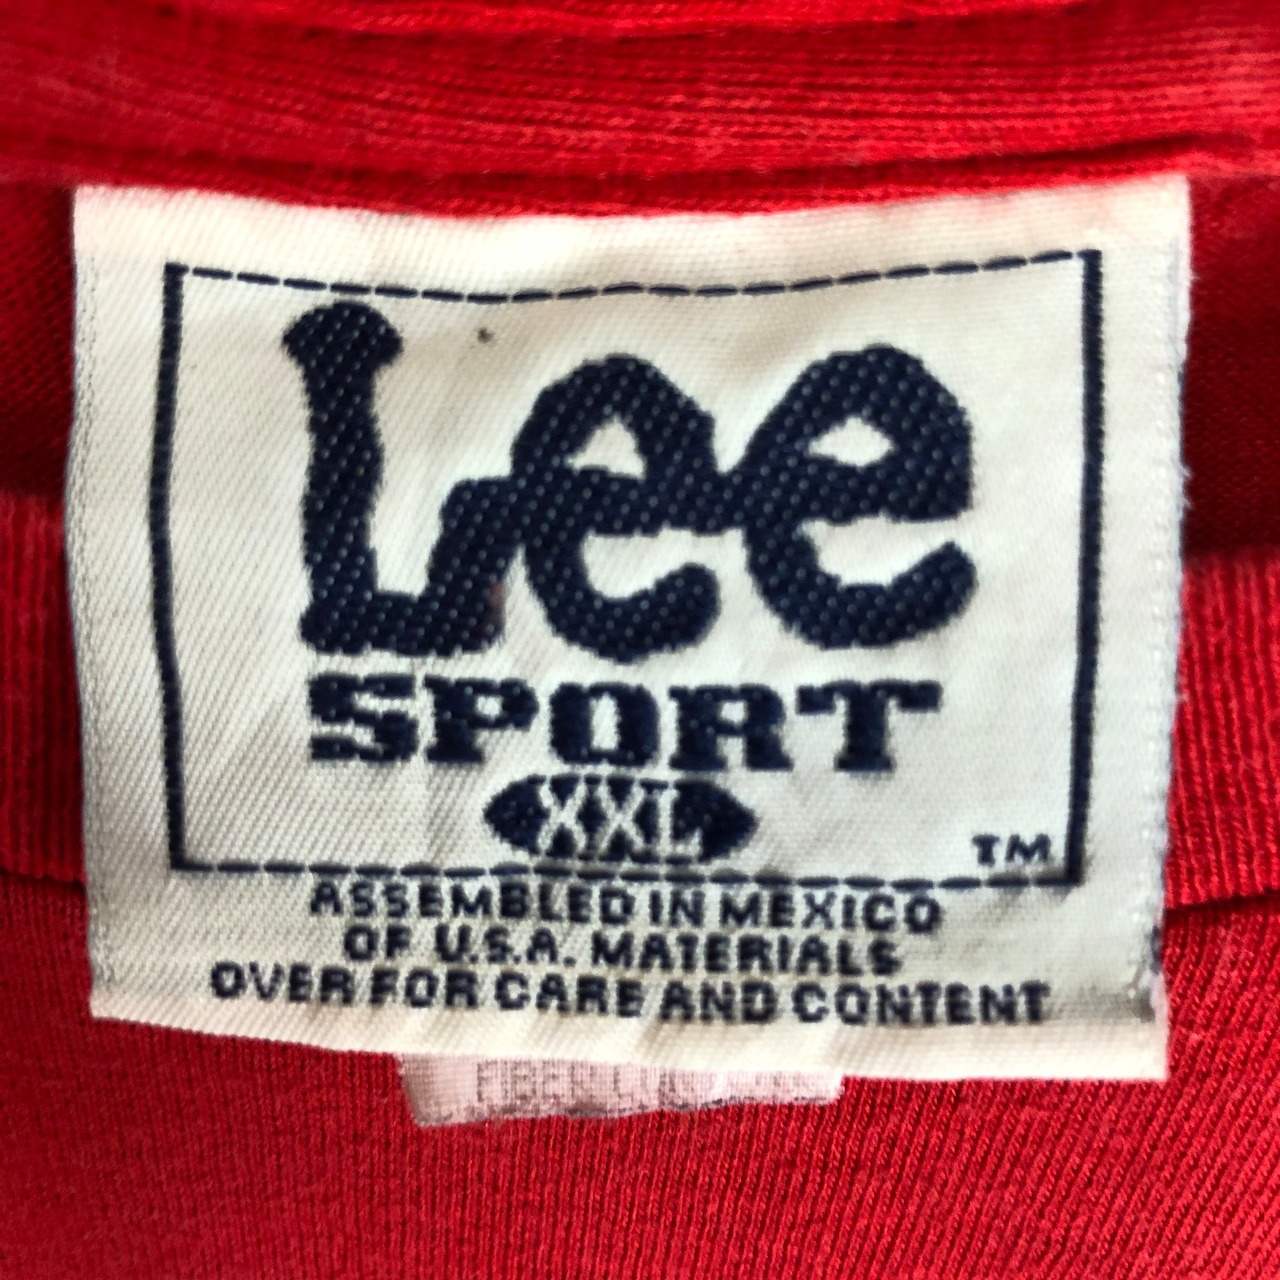 Lee
SPORT
XXL
TM
ASSEMBLED IN MEXICO
OF U.S.A. MATERIALS
OVER FOR CARE AND CONTENT